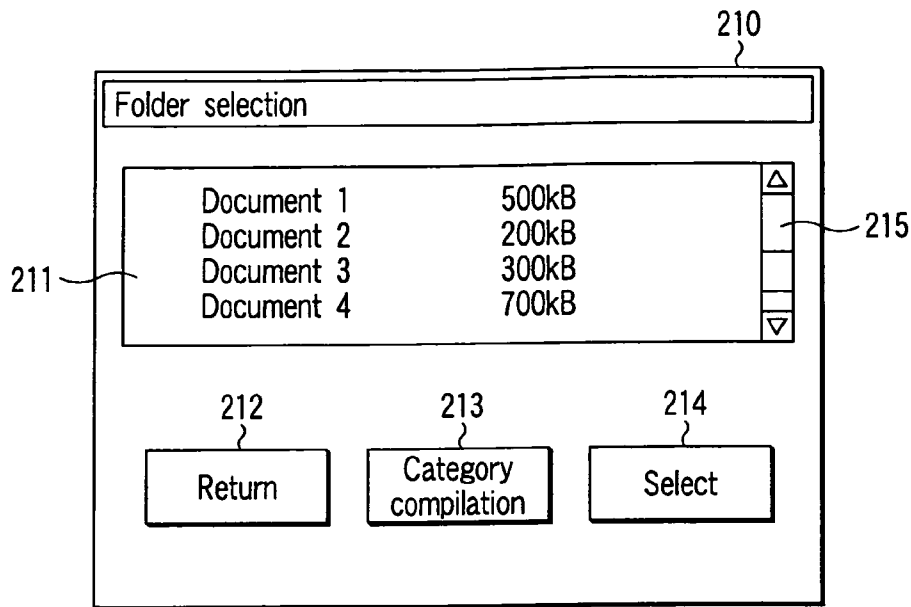 210
Folder selection
Document 1 500kB
Document 2 200kB
Document 3 300kB
Document 4 700kB
211
215
212
213
214
Return
Category
compilation
Select